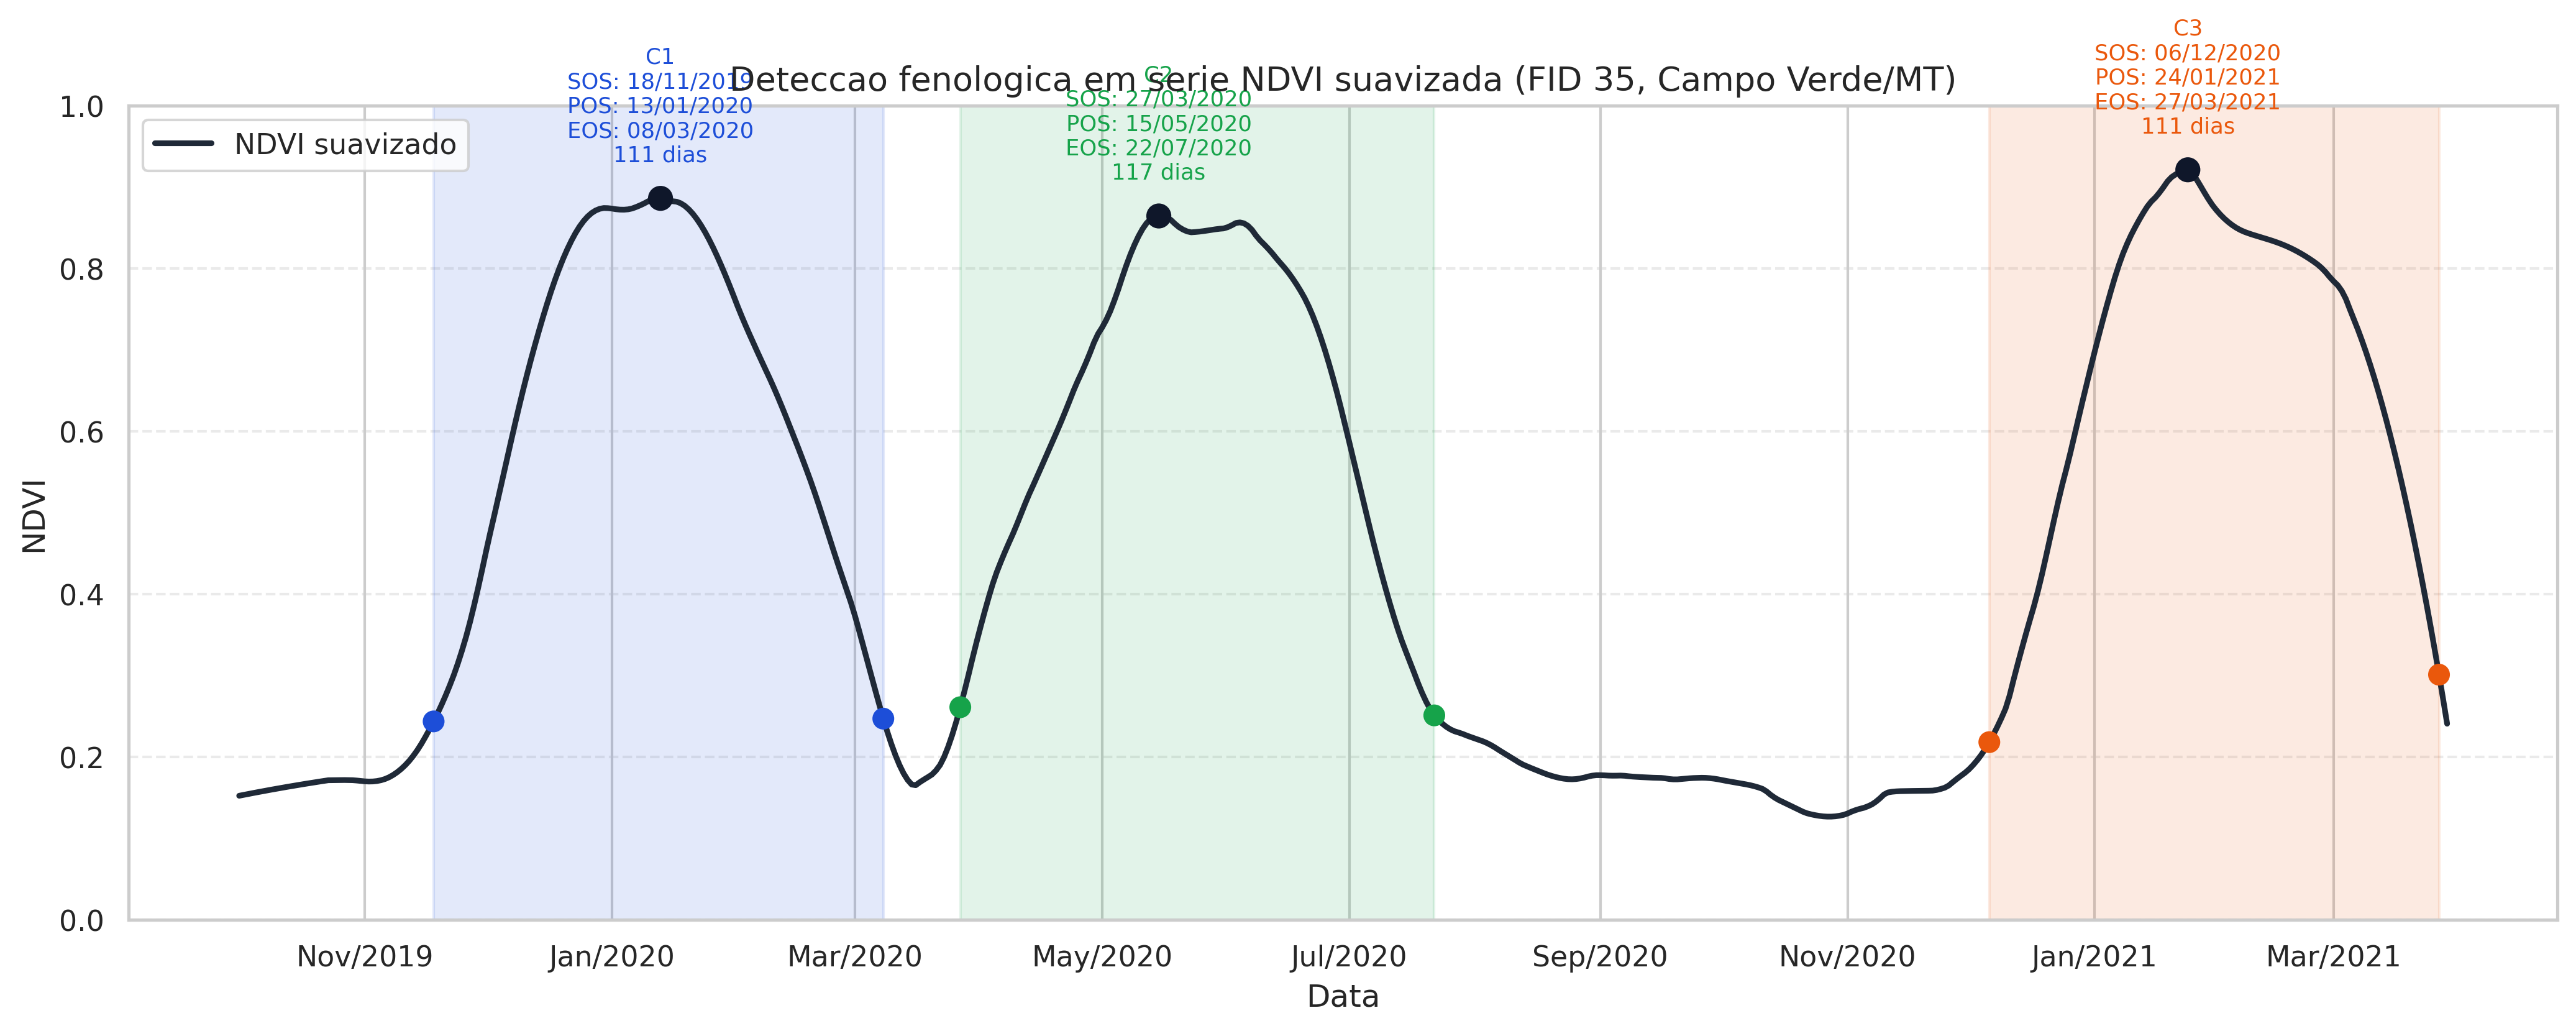 C3
SOS: 06/12/2020
POS: 24/01/2021
EOS: 27/03/2021
111 dias
C1
SOS: 18/11/2019
POS: 13/01/2020
EOS: 08/03/2020
111 dias
Deteccao fenologica em serie NDVI suavizada (FID 35, Campo Verde/MT)
C2
SOS: 27/03/2020
POS: 15/05/2020
EOS: 22/07/2020
117 dias
NDVI suavizado
NDVI
1.0
0.8
0.6
0.4
0.2
0.0
Nov/2019
Jan/2020
Mar/2020
May/2020
Jul/2020
Sep/2020
Nov/2020
Jan/2021
Mar/2021
Data